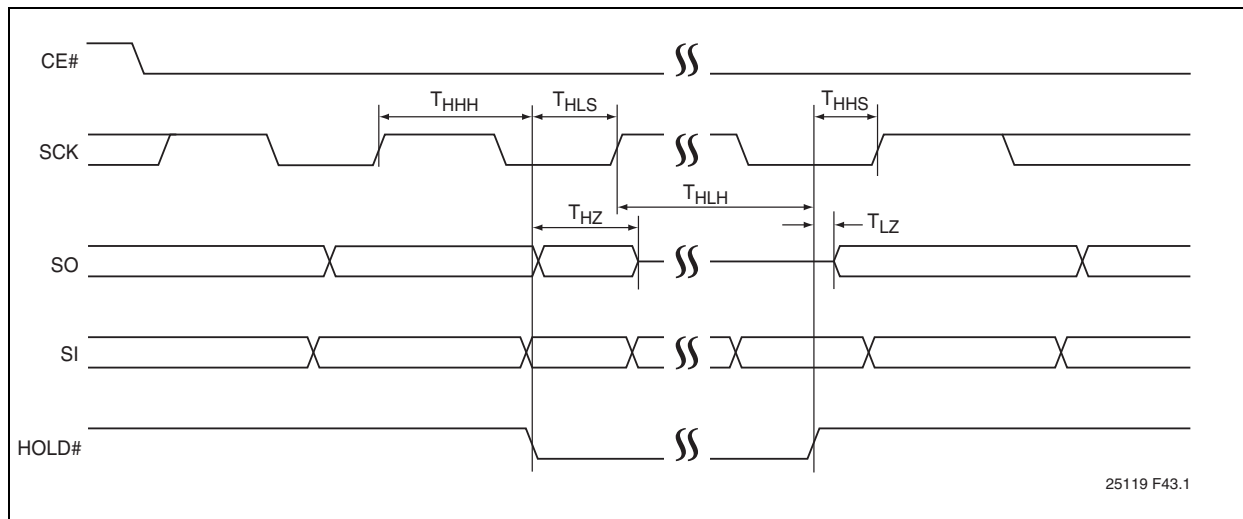 CE#
THHH
THLS
THHS
SCK
THLH
THZ
TLZ
SO
SI
HOLD#
25119 F43.1